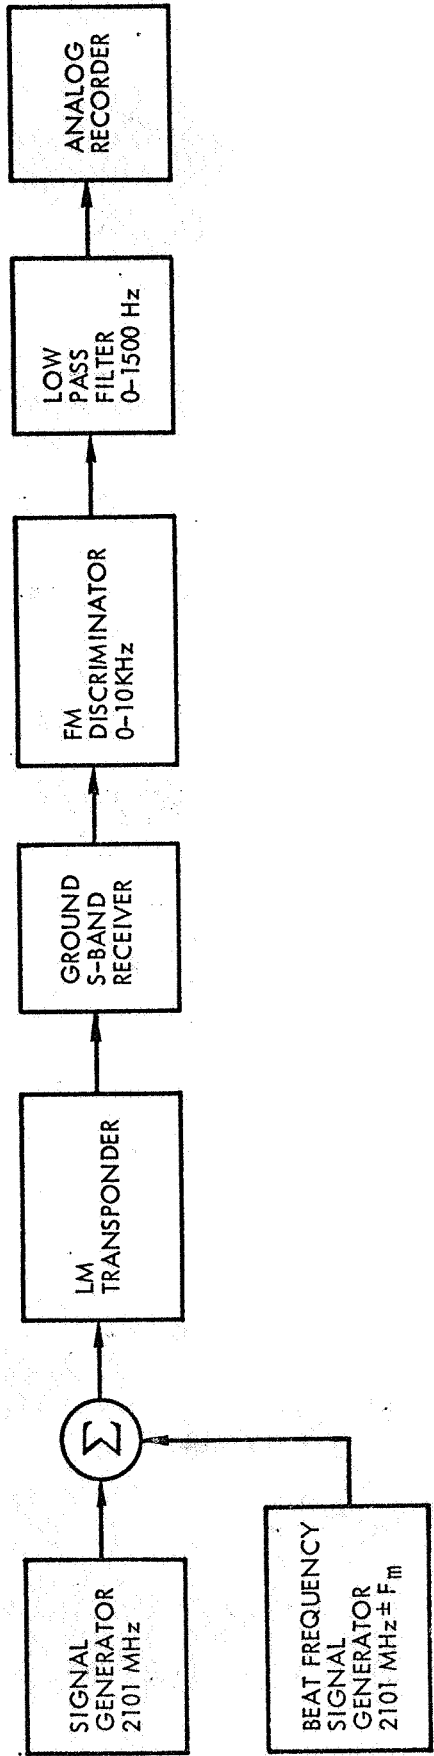 SIGNAL
GENERATOR
2101 MHz
BEAT FREQUENCY
SIGNAL
GENERATOR
2101 MHz ± Fm
Σ
LM
TRANSPONDER
GROUND
S-BAND
RECEIVER
FM
DISCRIMINATOR
0-10KHz
LOW
PASS
FILTER
0-1500 Hz
ANALOG
RECORDER